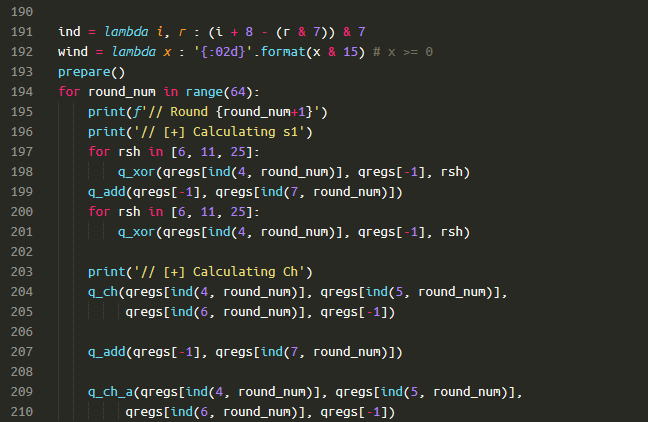 190
191 ind = lambda i, r : (i + 8 - (r & 7)) & 7
192 wind = lambda x : '{:02d}'.format(x & 15) # x >= 0
193 prepare()
194 for round_num in range(64):
195     print(f'// Round {round_num+1}')
196     print('// [+] Calculating s1')
197     for rsh in [6, 11, 25]:
198         q_xor(qregs[ind(4, round_num)], qregs[-1], rsh)
199     q_add(qregs[-1], qregs[ind(7, round_num)])
200     for rsh in [6, 11, 25]:
201         q_xor(qregs[ind(4, round_num)], qregs[-1], rsh)
202
203     print('// [+] Calculating Ch')
204     q_ch(qregs[ind(4, round_num)], qregs[ind(5, round_num)],
205          qregs[ind(6, round_num)], qregs[-1])
206
207     q_add(qregs[-1], qregs[ind(7, round_num)])
208
209     q_ch_a(qregs[ind(4, round_num)], qregs[ind(5, round_num)],
210          qregs[ind(6, round_num)], qregs[-1])